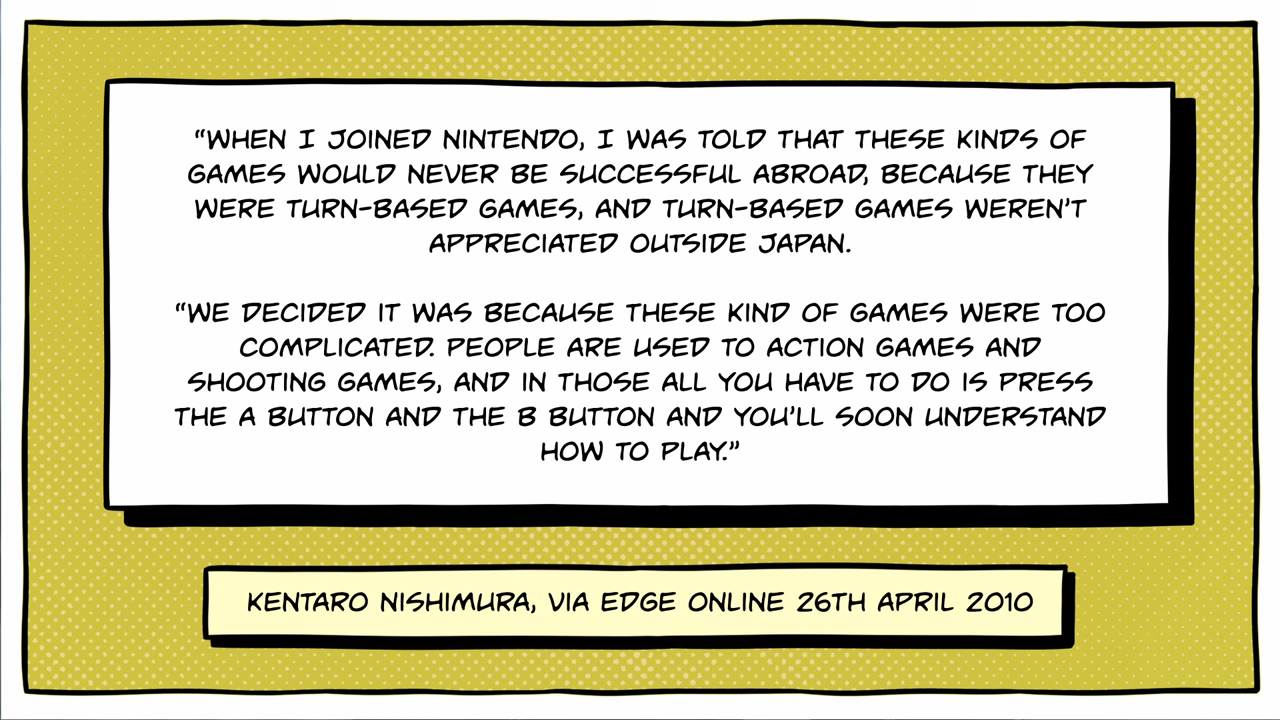 “WHEN I JOINED NINTENDO, I WAS TOLD THAT THESE KINDS OF
GAMES WOULD NEVER BE SUCCESSFUL ABROAD, BECAUSE THEY
WERE TURN-BASED GAMES, AND TURN-BASED GAMES WEREN’T
APPRECIATED OUTSIDE JAPAN.
“WE DECIDED IT WAS BECAUSE THESE KIND OF GAMES WERE TOO
COMPLICATED. PEOPLE ARE USED TO ACTION GAMES AND
SHOOTING GAMES, AND IN THOSE ALL YOU HAVE TO DO IS PRESS
THE A BUTTON AND THE B BUTTON AND YOU’LL SOON UNDERSTAND
HOW TO PLAY.”
KENTARO NISHIMURA, VIA EDGE ONLINE 26TH APRIL 2010